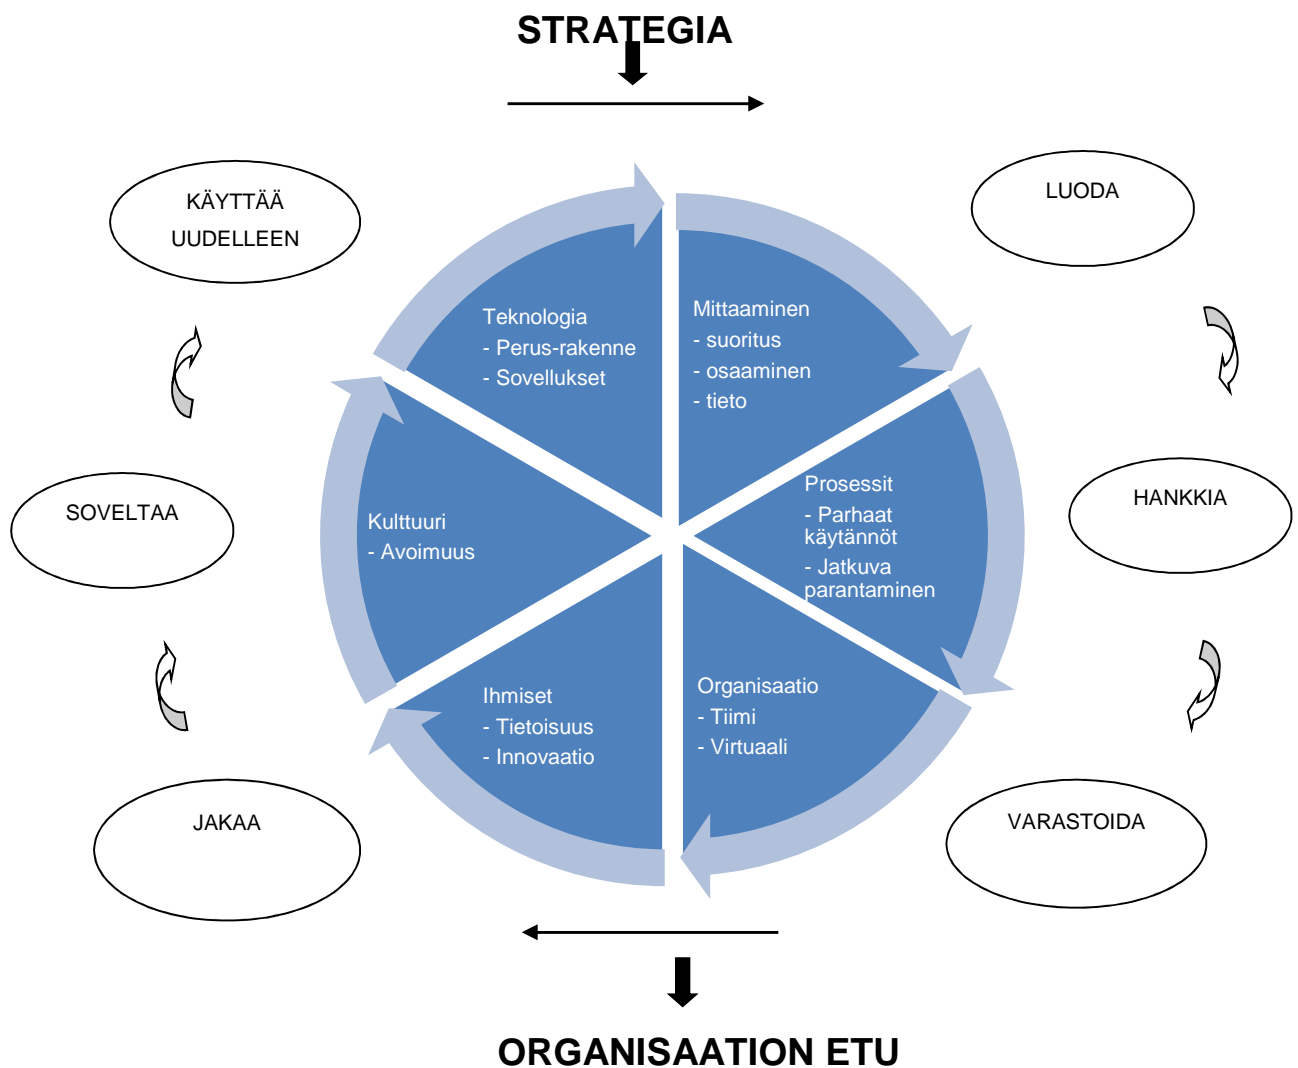 STRATEGIA
KÄYTTÄÄ
UUDELLEEN
LUODA
Teknologia
- Perus-rakenne
- Sovellukset
Mittaaminen
- suoritus
- osaaminen
- tieto
SOVELTAA
Kulttuuri
- Avoimuus
Prosessit
- Parhaat
käytännöt
- Jatkuva
parantaminen
HANKKIA
Ihmiset
- Tietoisuus
- Innovaatio
Organisaatio
- Tiimi
- Virtuaali
JAKAA
VARASTOIDA
ORGANISAATION ETU